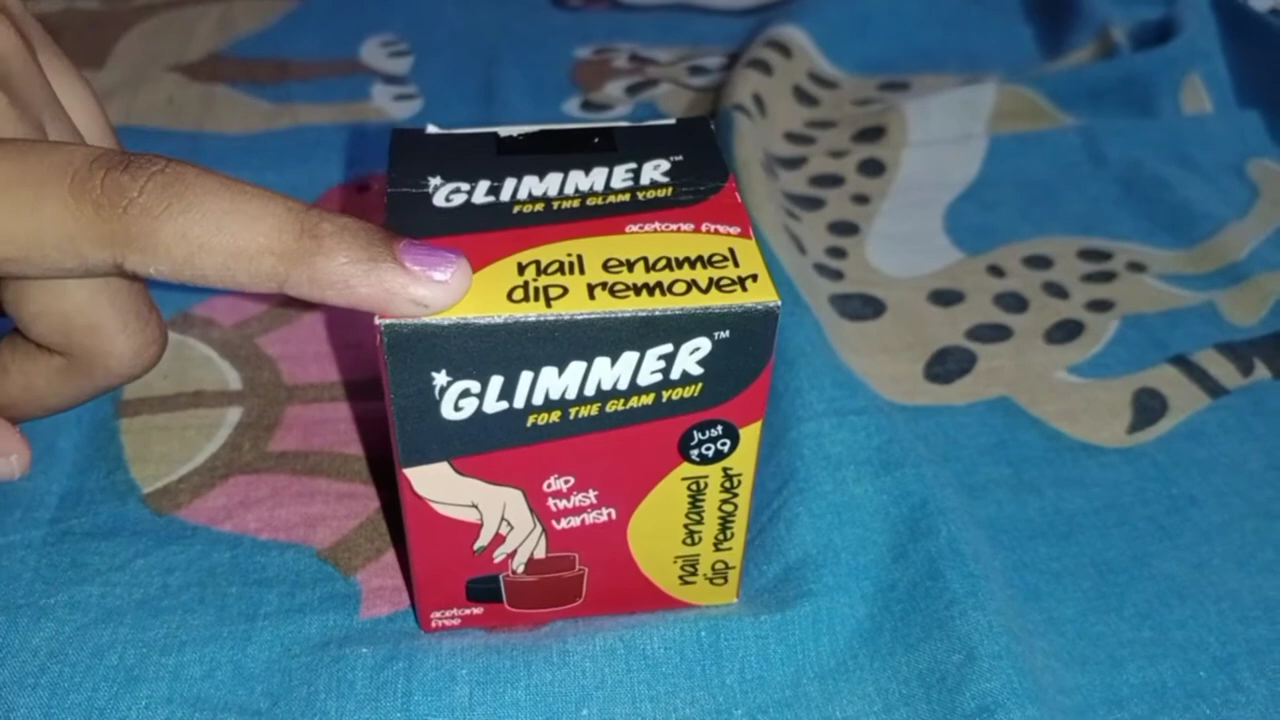 GLIMMER™
FOR THE GLAM YOU!
acetone free
nail enamel
dip remover
GLIMMER™
FOR THE GLAM YOU!
Just
₹99
dip
twist
vanish
nail enamel
dip remover
acetone
free